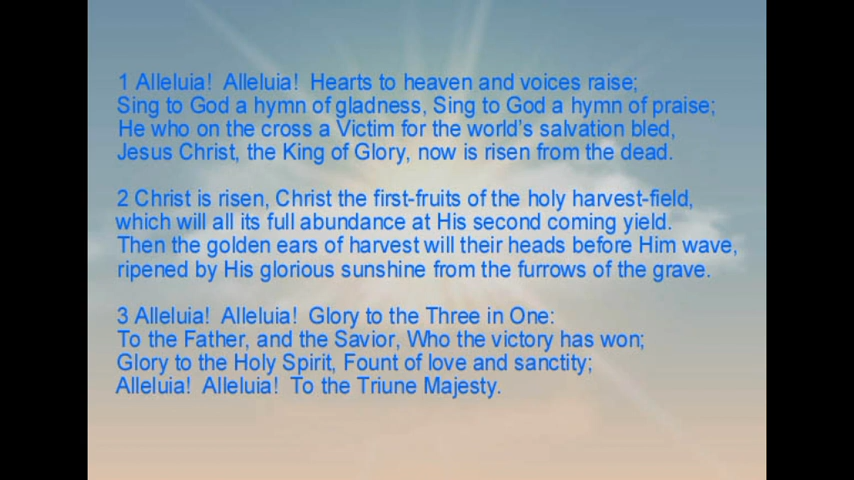 1 Alleluia!  Alleluia!  Hearts to heaven and voices raise;
Sing to God a hymn of gladness, Sing to God a hymn of praise;
He who on the cross a Victim for the world's salvation bled,
Jesus Christ, the King of Glory, now is risen from the dead.
2 Christ is risen, Christ the first-fruits of the holy harvest-field,
which will all its full abundance at His second coming yield.
Then the golden ears of harvest will their heads before Him wave,
ripened by His glorious sunshine from the furrows of the grave.
3 Alleluia!  Alleluia!  Glory to the Three in One:
To the Father, and the Savior, Who the victory has won;
Glory to the Holy Spirit, Fount of love and sanctity;
Alleluia!  Alleluia!  To the Triune Majesty.